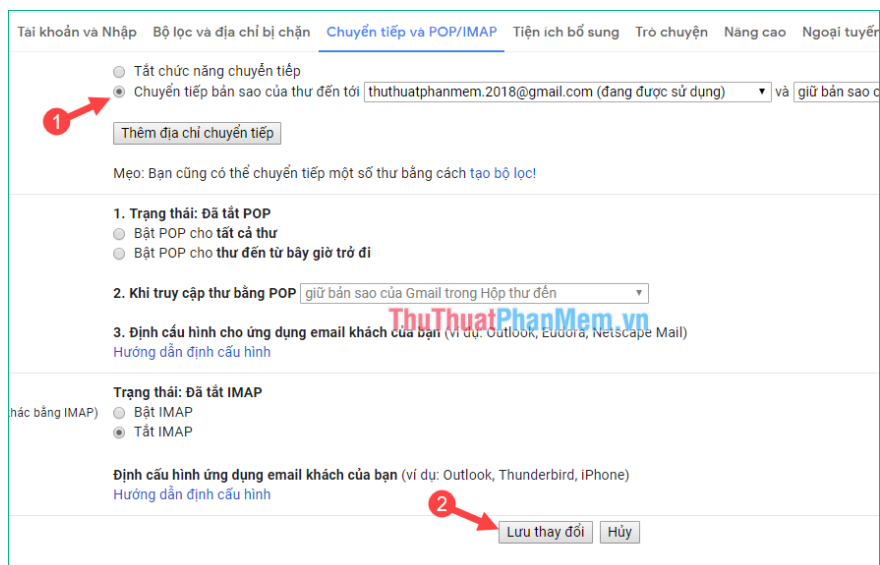 Tài khoản và Nhập Bộ lọc và địa chỉ bị chặn Chuyển tiếp và POP/IMAP Tiện ích bổ sung Trò chuyện Nâng cao Ngoại tuyến
Tắt chức năng chuyển tiếp
Chuyển tiếp bản sao của thư đến tới thuthuatphanmem.2018@gmail.com (đang được sử dụng) và giữ bản sao c
1
Thêm địa chỉ chuyển tiếp
Mẹo: Bạn cũng có thể chuyển tiếp một số thư bằng cách tạo bộ lọc!
1. Trạng thái: Đã tắt POP
Bật POP cho tất cả thư
Bật POP cho thư đến từ bây giờ trở đi
2. Khi truy cập thư bằng POP giữ bản sao của Gmail trong Hộp thư đến
ThuThuatPhanMem.vn
3. Định cấu hình cho ứng dụng email khách của bạn (ví dụ: Outlook, Eudora, Netscape Mail)
Hướng dẫn định cấu hình
Trạng thái: Đã tắt IMAP
khác bằng IMAP) Bật IMAP
Tắt IMAP
Định cấu hình ứng dụng email khách của bạn (ví dụ: Outlook, Thunderbird, iPhone)
Hướng dẫn định cấu hình
2
Lưu thay đổi Hủy